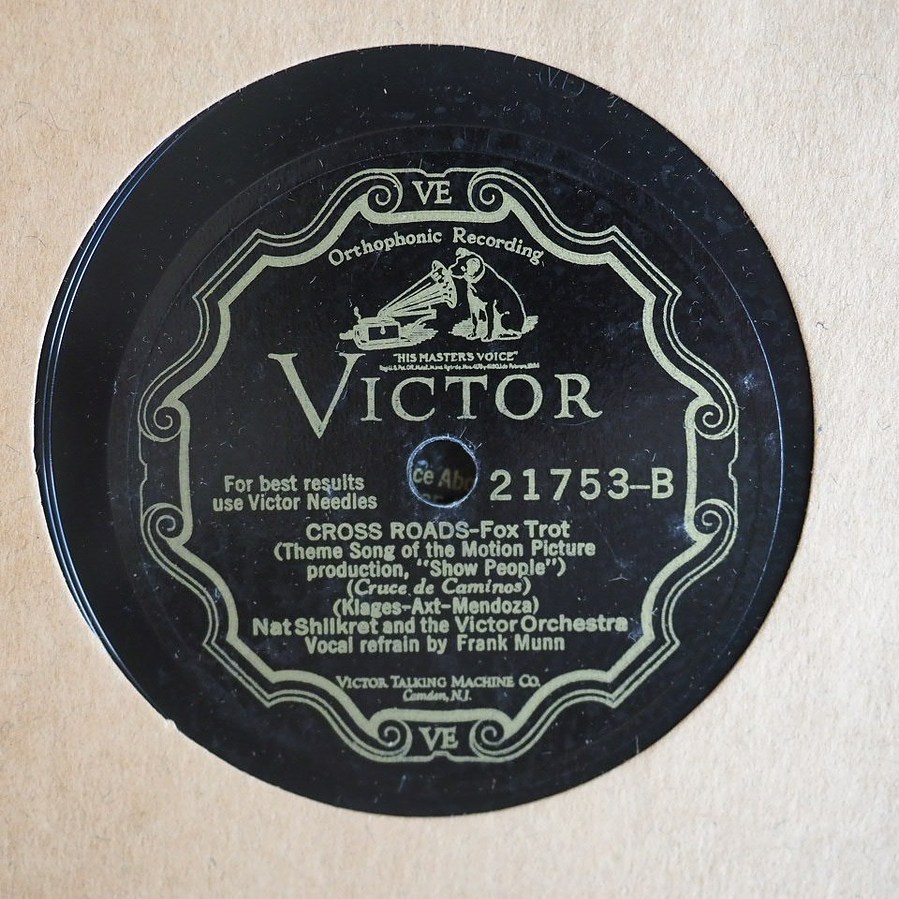 VE
Orthophonic Recording
"HIS MASTER'S VOICE"
VICTOR
For best results
use Victor Needles
21753-B
CROSS ROADS-Fox Trot
(Theme Song of the Motion Picture
production, "Show People")
(Cruce de Caminos)
(Klages-Axt-Mendoza)
Nat Shilkret and the Victor Orchestra
Vocal refrain by Frank Munn
VICTOR TALKING MACHINE CO.
Camden, N.J.
VE